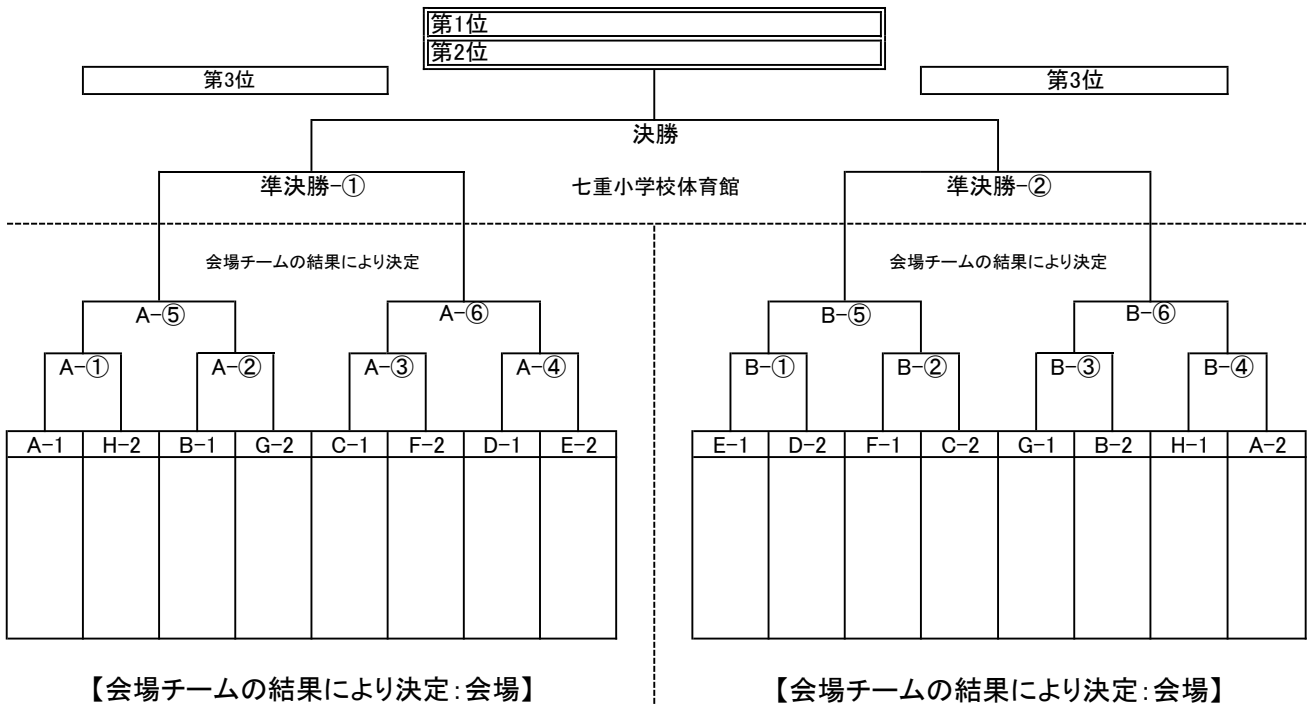 第1位
第2位
第3位 第3位
決勝
準決勝-① 七重小学校体育館 準決勝-②
会場チームの結果により決定 会場チームの結果により決定
A-⑤ A-⑥ B-⑤ B-⑥
A-① A-② A-③ A-④ B-① B-② B-③ B-④
A-1 H-2 B-1 G-2 C-1 F-2 D-1 E-2 E-1 D-2 F-1 C-2 G-1 B-2 H-1 A-2
【会場チームの結果により決定:会場】 【会場チームの結果により決定:会場】